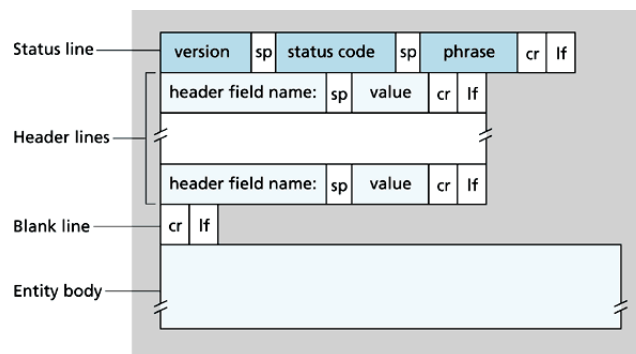 Status line version sp status code sp phrase cr lf
header field name: sp value cr lf
Header lines
header field name: sp value cr lf
Blank line cr lf
Entity body